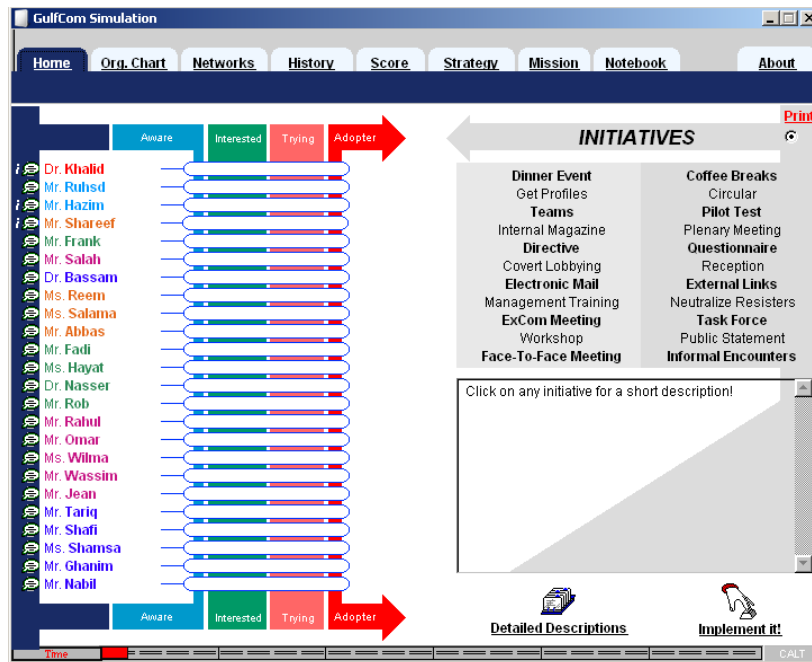 GulfCom Simulation
Home Org. Chart Networks History Score Strategy Mission Notebook About
Print
Aware Interested Trying Adopter
INITIATIVES
i Dr. Khalid
Mr. Ruhsd
i Mr. Hazim
i Mr. Shareef
Mr. Frank
Mr. Salah
Dr. Bassam
Ms. Reem
Ms. Salama
Mr. Abbas
Mr. Fadi
Ms. Hayat
Dr. Nasser
Mr. Rob
Mr. Rahul
Mr. Omar
Ms. Wilma
Mr. Wassim
Mr. Jean
Mr. Tariq
Mr. Shafi
Ms. Shamsa
Mr. Ghanim
Mr. Nabil
Aware Interested Trying Adopter
Dinner Event Coffee Breaks
Get Profiles Circular
Teams Pilot Test
Internal Magazine Plenary Meeting
Directive Questionnaire
Covert Lobbying Reception
Electronic Mail External Links
Management Training Neutralize Resisters
ExCom Meeting Task Force
Workshop Public Statement
Face-To-Face Meeting Informal Encounters
Click on any initiative for a short description!
Detailed Descriptions Implement it!
Time CALT